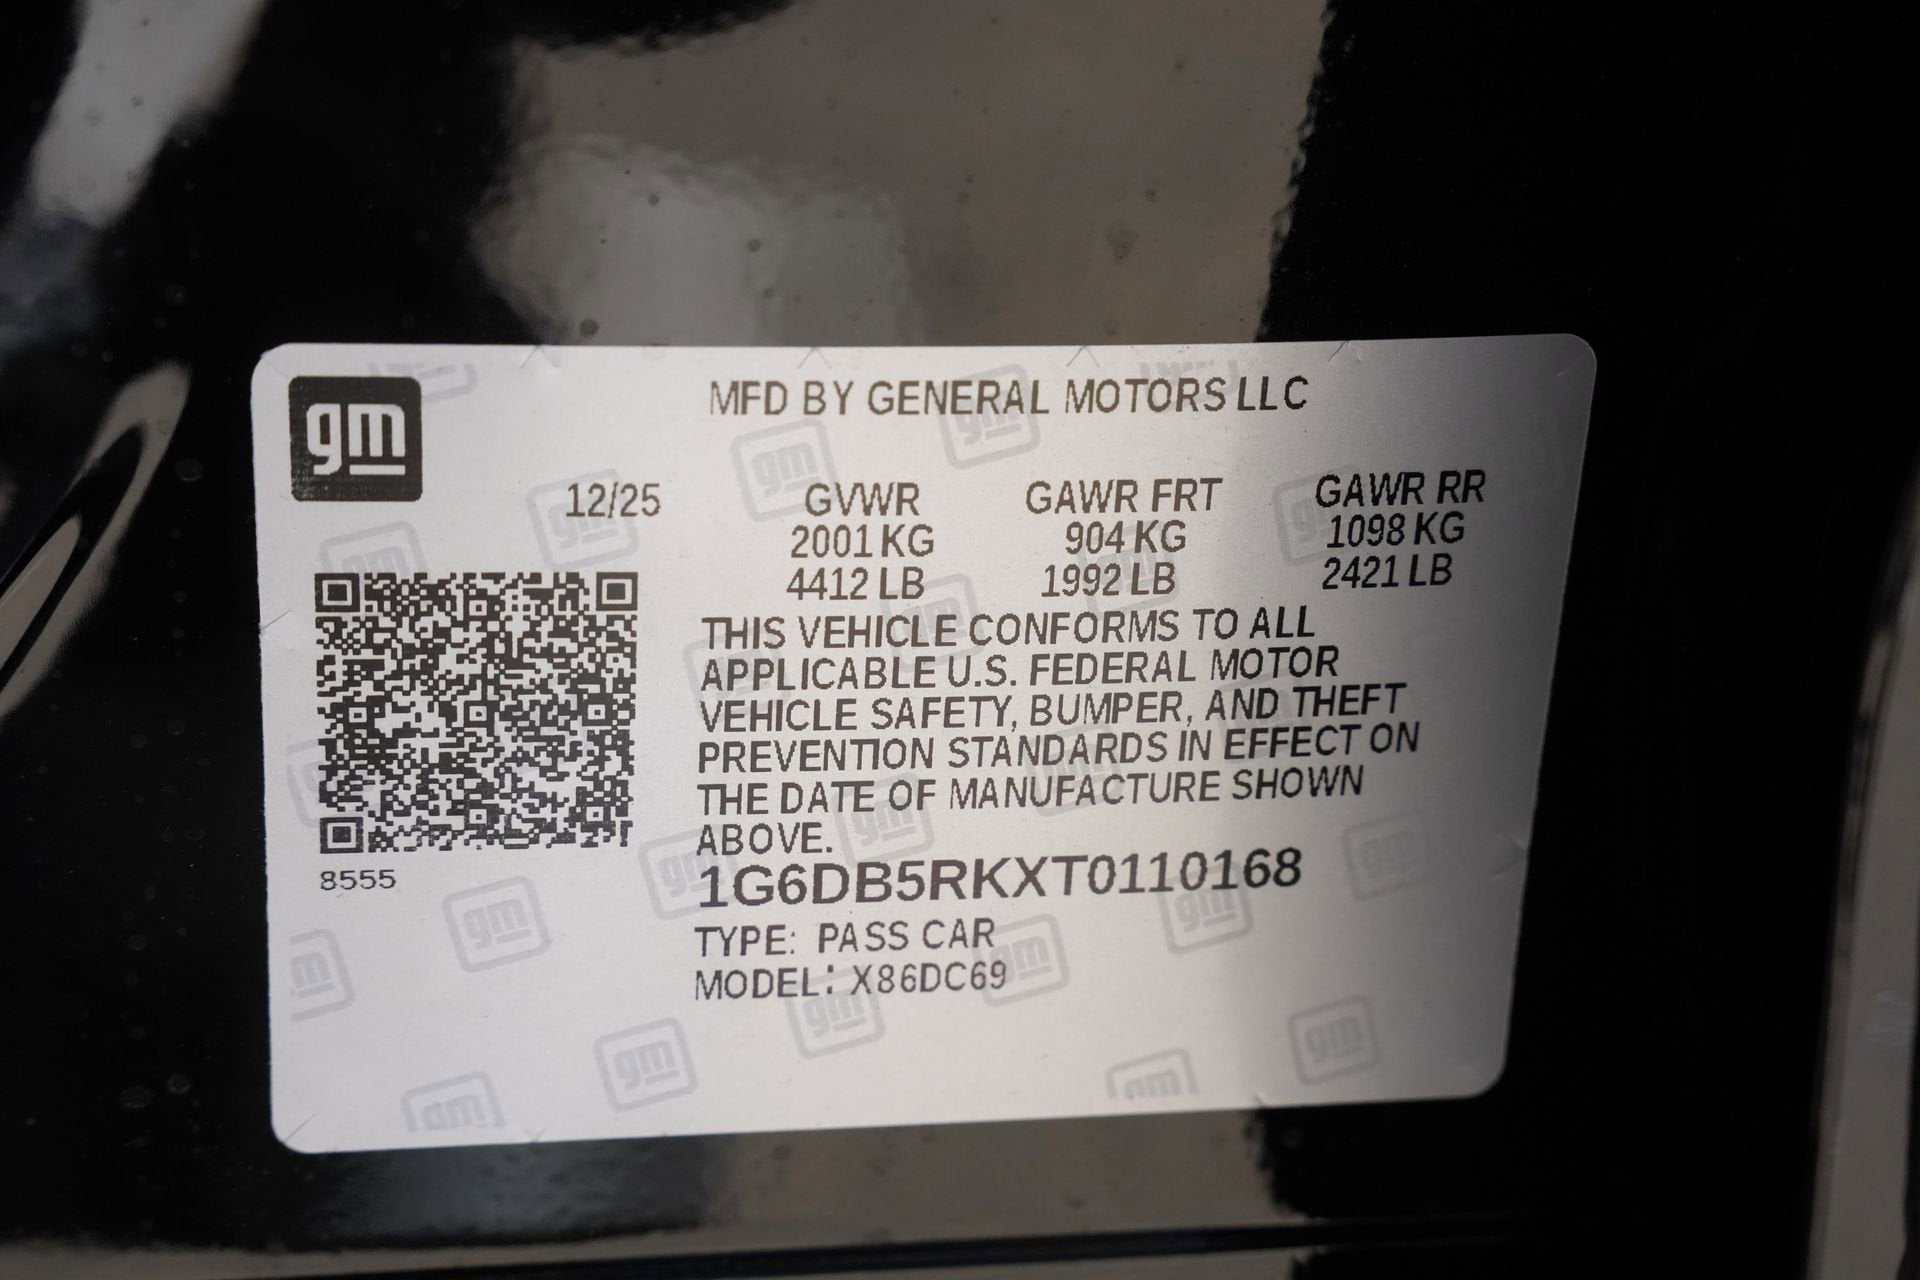 gm
MFD BY GENERAL MOTORS LLC
12/25 GVWR GAWR FRT GAWR RR
2001 KG 904 KG 1098 KG
4412 LB 1992 LB 2421 LB
THIS VEHICLE CONFORMS TO ALL
APPLICABLE U.S. FEDERAL MOTOR
VEHICLE SAFETY, BUMPER, AND THEFT
PREVENTION STANDARDS IN EFFECT ON
THE DATE OF MANUFACTURE SHOWN
ABOVE.
8555
1G6DB5RKXT0110168
TYPE: PASS CAR
MODEL: X86DC69